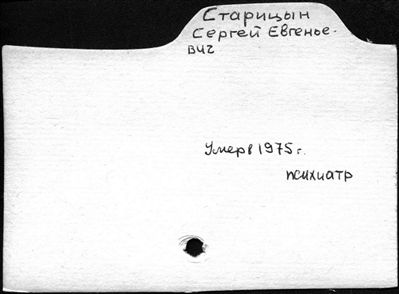 Старицын
Сергей Евгенье-
вич
Умер в 1975 г.
психиатр